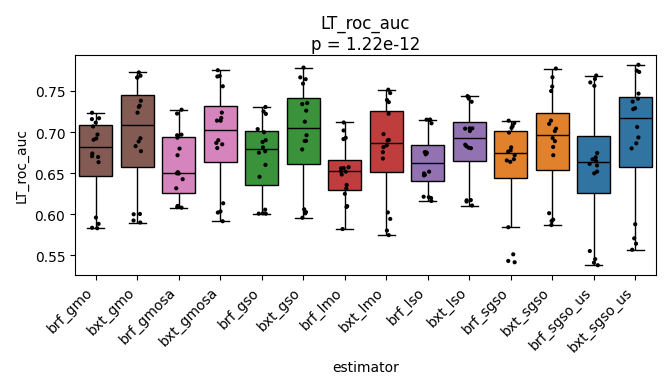 LT_roc_auc
p = 1.22e-12
LT_roc_auc
0.75
0.70
0.65
0.60
0.55
brf_gmo
bxt_gmo
brf_gmosa
bxt_gmosa
brf_gso
bxt_gso
brf_lmo
bxt_lmo
brf_lso
bxt_lso
brf_sgso
bxt_sgso
brf_sgso_us
bxt_sgso_us
estimator